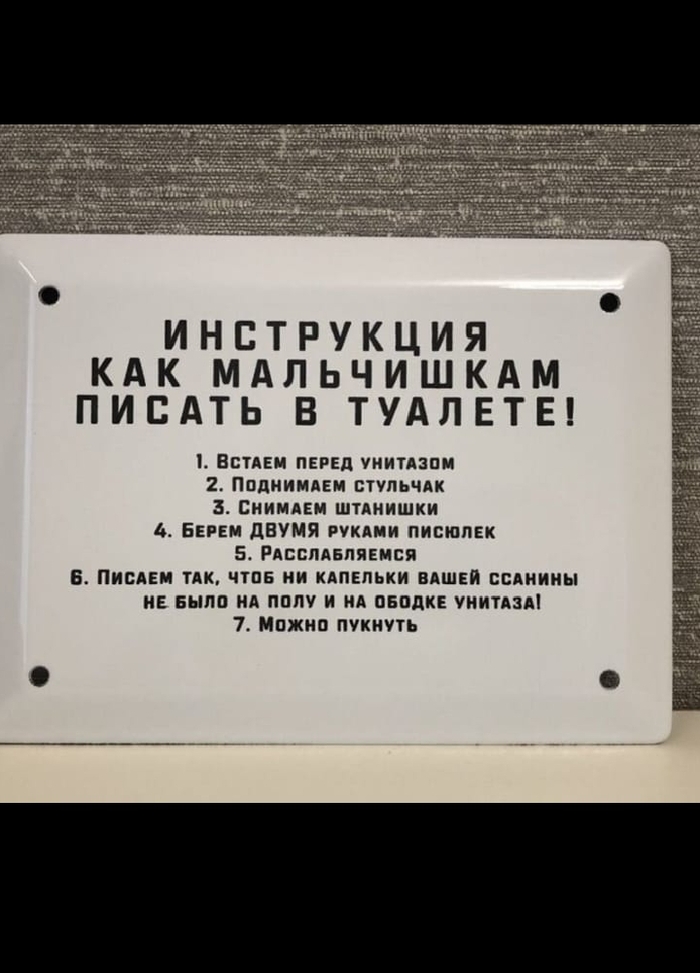 ИНСТРУКЦИЯ
КАК МАЛЬЧИШКАМ
ПИСАТЬ В ТУАЛЕТЕ!
1. Встаем перед унитазом
2. Поднимаем стульчак
3. Снимаем штанишки
4. Берем ДВУМЯ руками писюлек
5. Расслабляемся
6. Писаем так, чтоб ни капельки вашей ссанины
не было на полу и на ободке унитаза!
7. Можно пукнуть